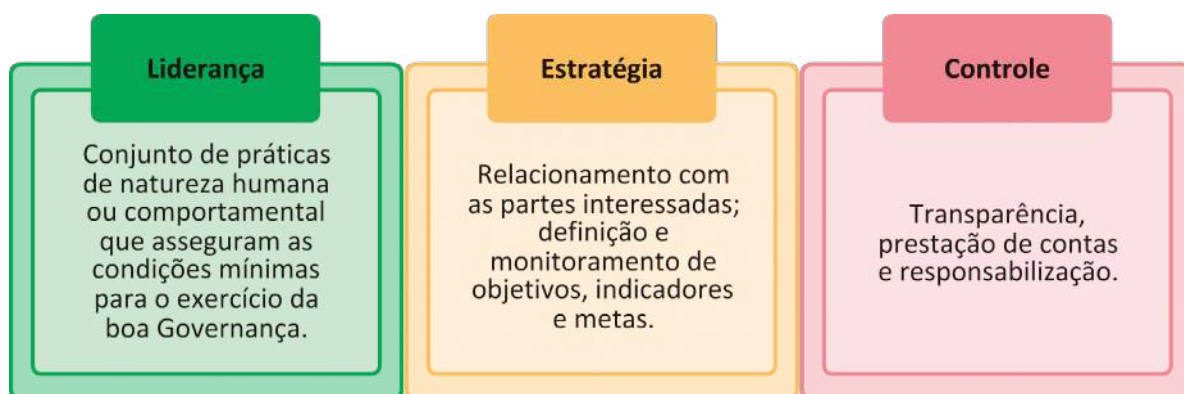 Liderança
Conjunto de práticas
de natureza humana
ou comportamental
que asseguram as
condições mínimas
para o exercício da
boa Governança.
Estratégia
Relacionamento com
as partes interessadas;
definição e
monitoramento de
objetivos, indicadores
e metas.
Controle
Transparência,
prestação de contas
e responsabilização.